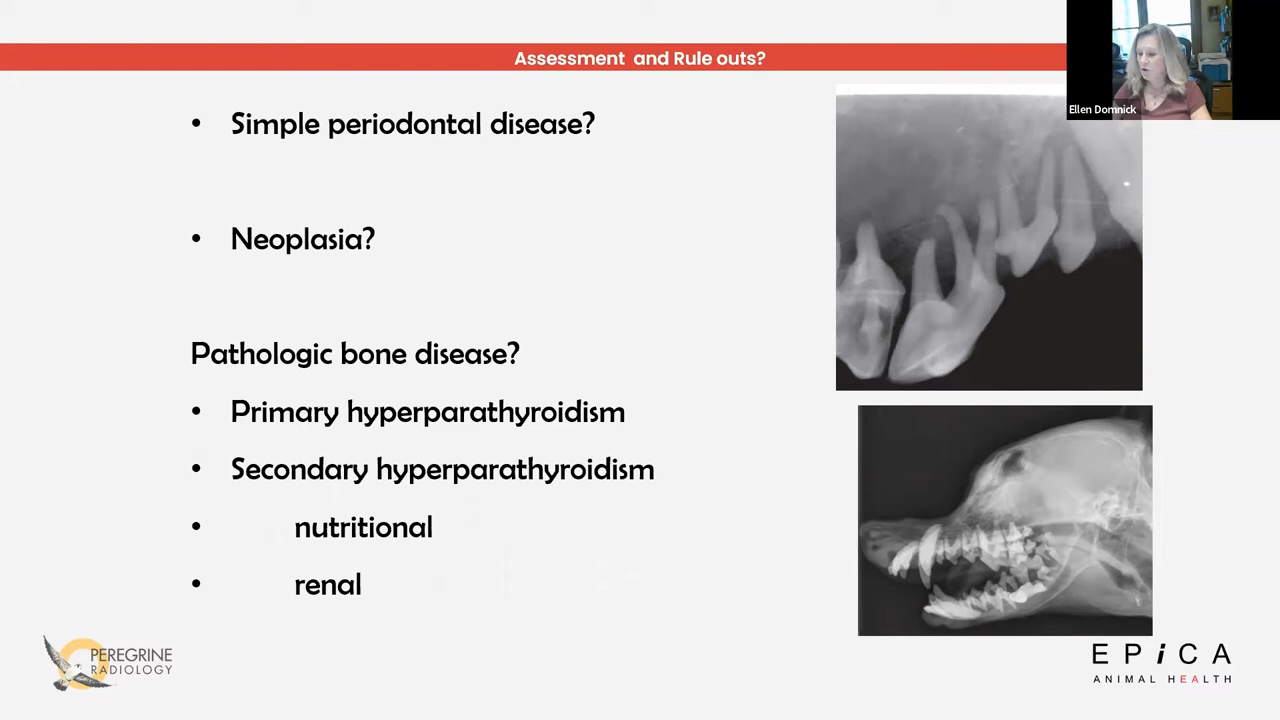 Assessment and Rule outs?
Ellen Domnick
• Simple periodontal disease?
• Neoplasia?
Pathologic bone disease?
• Primary hyperparathyroidism
• Secondary hyperparathyroidism
• nutritional
• renal
PEREGRINE
RADIOLOGY
EPiCA
ANIMAL HEALTH